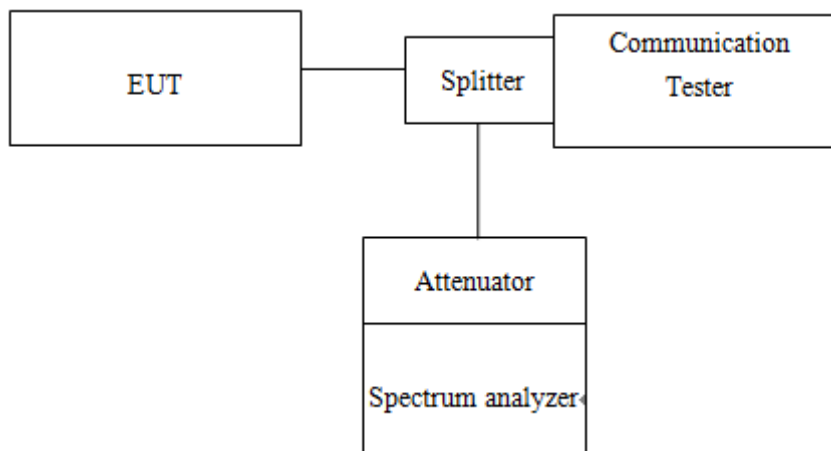 EUT
Splitter
Communication
Tester
Attenuator
Spectrum analyzer